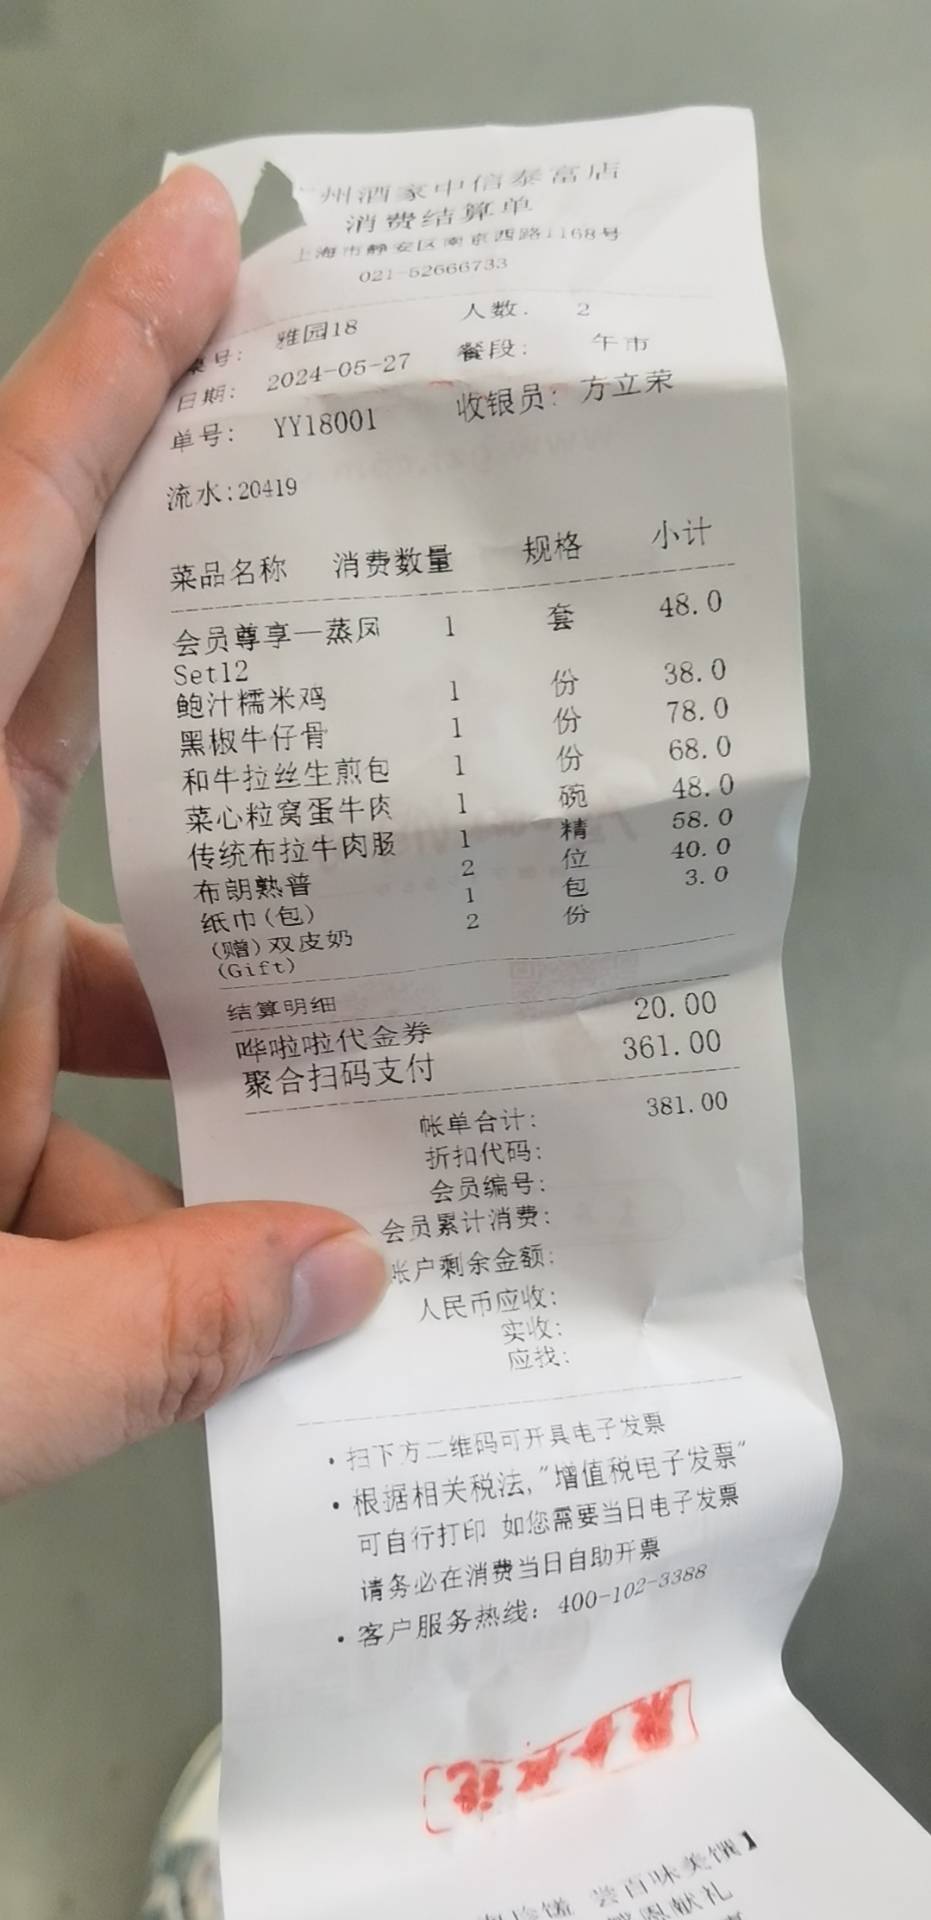 州酒家中信泰富店
消费结算单
上海市静安区南京西路1168号
021-52666733
桌号: 雅园18 人数: 2
日期: 2024-05-27 餐段: 午市
单号: YY18001 收银员: 方立荣
流水:20419
菜品名称 消费数量 规格 小计
会员尊享一蒸凤 1 套 48.0
Set12
鲍汁糯米鸡 1 份 38.0
黑椒牛仔骨 1 份 78.0
和牛拉丝生煎包 1 份 68.0
菜心粒窝蛋牛肉 1 碗 48.0
传统布拉牛肉肠 1 精 58.0
布朗熟普 2 位 40.0
纸巾(包) 1 包 3.0
(赠)双皮奶 2 份
(Gift)
结算明细
哗啦啦代金券 20.00
聚合扫码支付 361.00
帐单合计: 381.00
折扣代码:
会员编号:
会员累计消费:
帐户剩余金额:
人民币应收:
实收:
应找:
·扫下方二维码可开具电子发票
·根据相关税法,"增值税电子发票"
可自行打印 如您需要当日电子发票
请务必在消费当日自助开票
·客户服务热线: 400-102-3388
百味美馔】
恩献礼